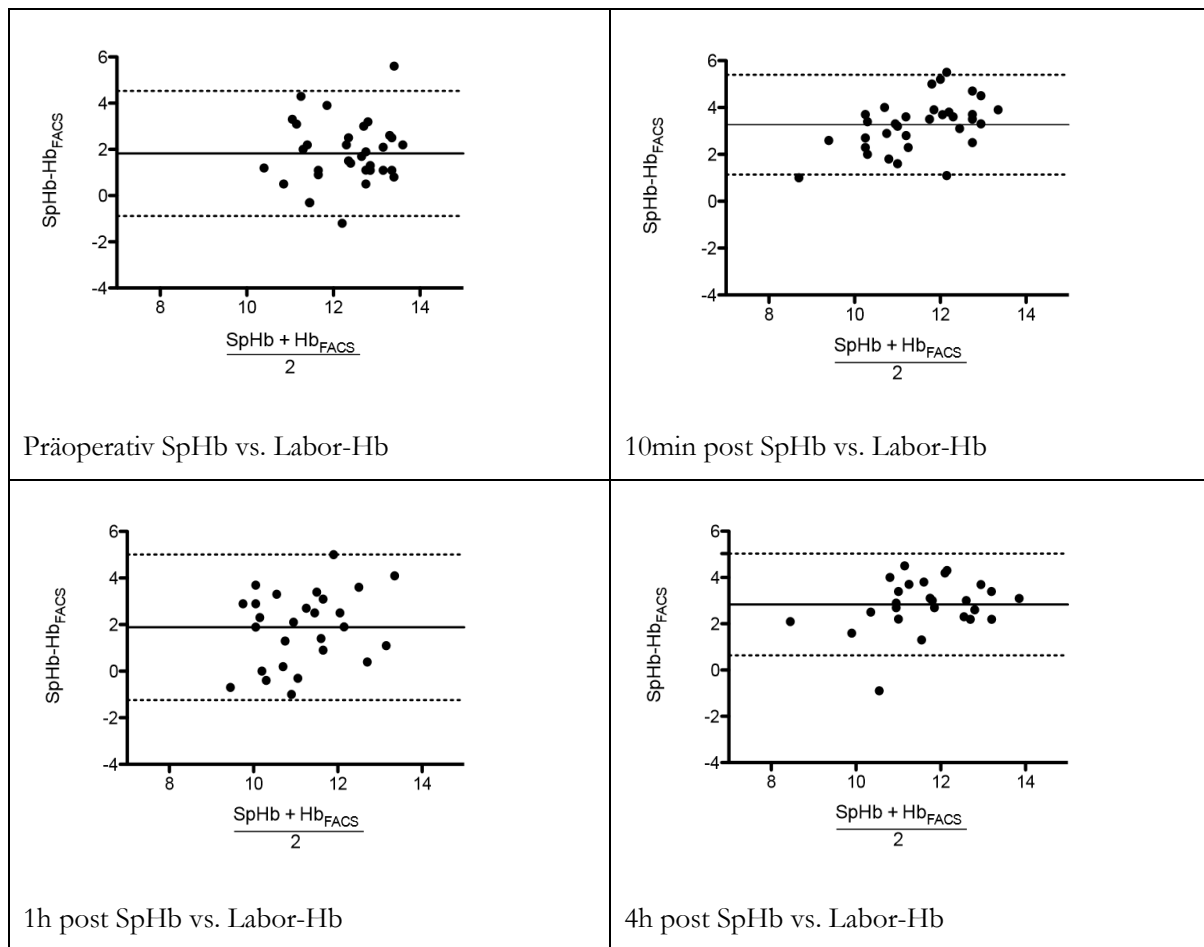 6
4
2
0
-2
-4
SpHb-HbFACS
8 10 12 14
SpHb + HbFACS
2
Präoperativ SpHb vs. Labor-Hb
6
4
2
0
-2
-4
SpHb-HbFACS
8 10 12 14
SpHb + HbFACS
2
10min post SpHb vs. Labor-Hb
6
4
2
0
-2
-4
SpHb-HbFACS
8 10 12 14
SpHb + HbFACS
2
1h post SpHb vs. Labor-Hb
6
4
2
0
-2
-4
SpHb-HbFACS
8 10 12 14
SpHb + HbFACS
2
4h post SpHb vs. Labor-Hb